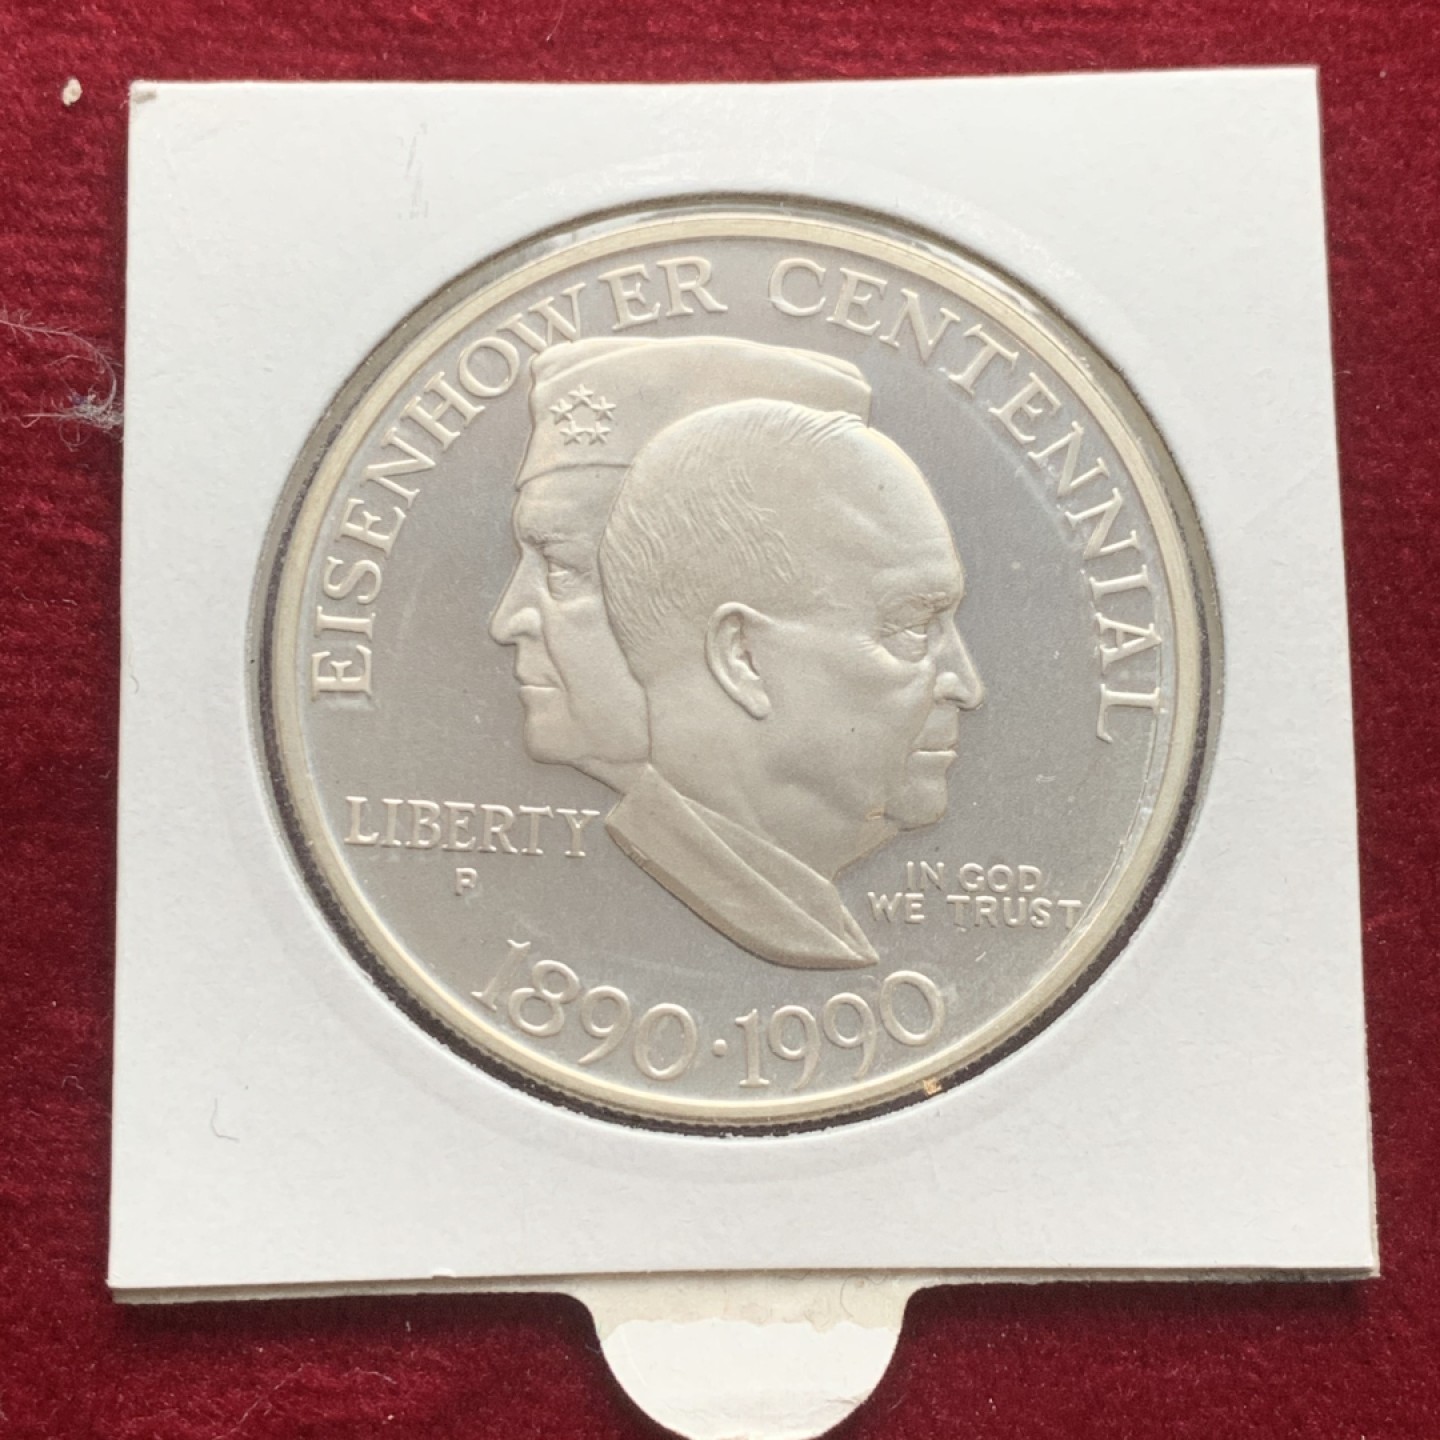 EISENHOWER CENTENNIAL
LIBERTY
P
IN GOD
WE TRUST
1890·1990